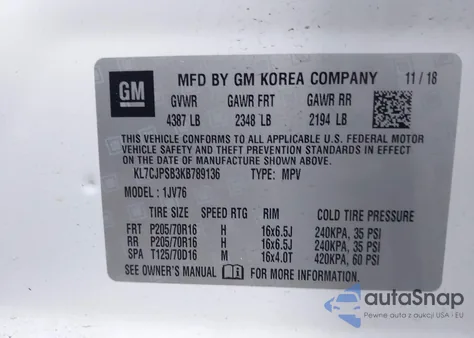 GM
MFD BY GM KOREA COMPANY 11/18
GVWR GAWR FRT GAWR RR
4387 LB 2348 LB 2194 LB
THIS VEHICLE CONFORMS TO ALL APPLICABLE U.S. FEDERAL MOTOR
VEHICLE SAFETY AND THEFT PREVENTION STANDARDS IN EFFECT
ON THE DATE OF MANUFACTURE SHOWN ABOVE.
KL7CJPSB3KB789136 TYPE: MPV
MODEL: 1JV76
TIRE SIZE SPEED RTG RIM COLD TIRE PRESSURE
FRT P205/70R16 H 16x6.5J 240KPA, 35 PSI
RR P205/70R16 H 16x6.5J 240KPA, 35 PSI
SPA T125/70D16 M 16x4.0T 420KPA, 60 PSI
SEE OWNER'S MANUAL FOR MORE INFORMATION.
autoSnap
Pewne auta z dostępem USA - EU